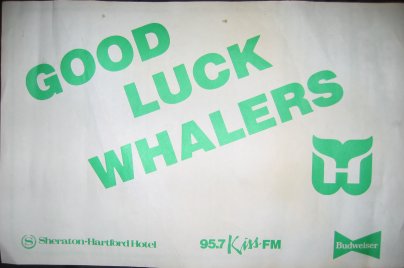 GOOD
LUCK
WHALERS
H
S Sheraton-Hartford Hotel
95.7 Kiss-FM
Budweiser